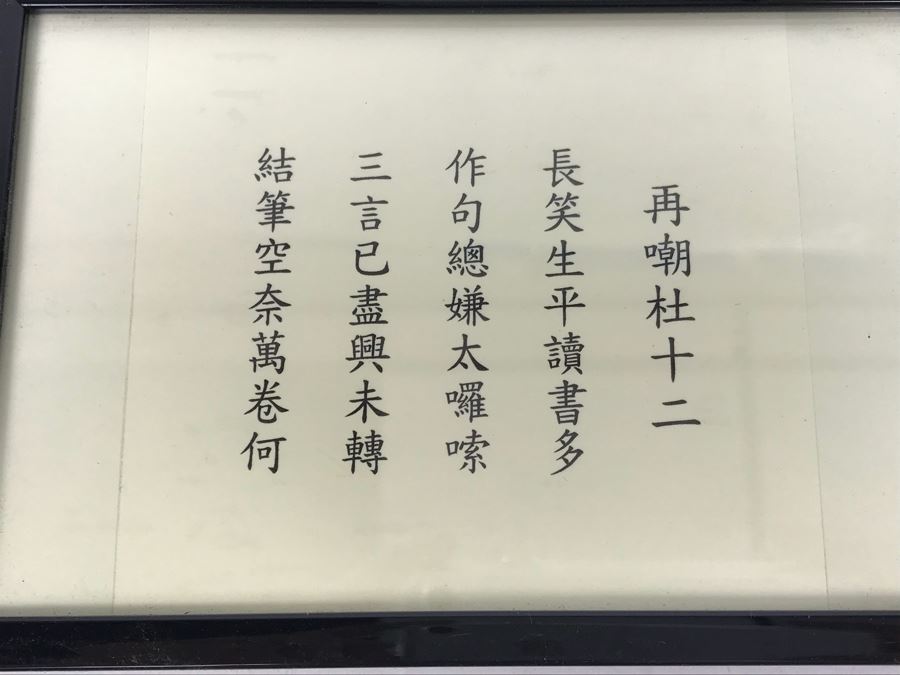 再嘲杜十二
長笑生平讀書多
作句總嫌太囉嗦
三言已盡興未轉
結筆空奈萬卷何